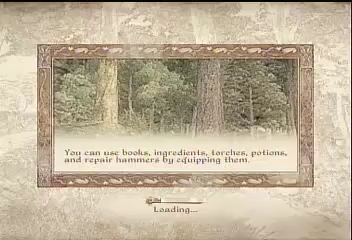 You can use books, ingredients, torches, potions,
and repair hammers by equipping them.
Loading...